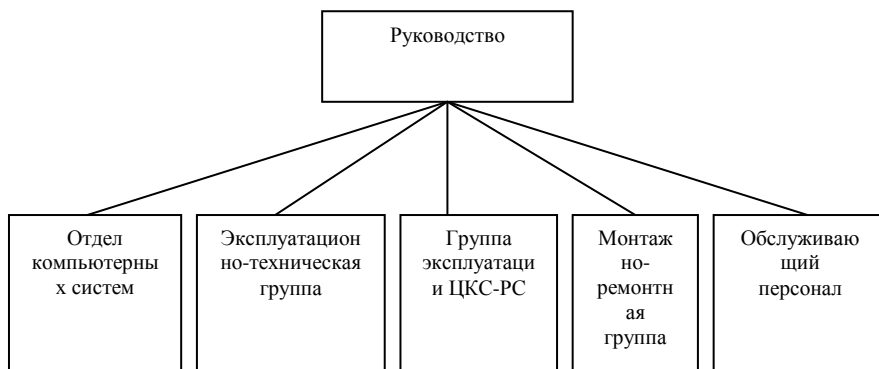 Руководство
Отдел
компьютерны
х систем
Эксплуатацион
но-техническая
группа
Группа
эксплуатаци
и ЦКС-РС
Монтаж
но-
ремонтн
ая
группа
Обслуживаю
щий
персонал